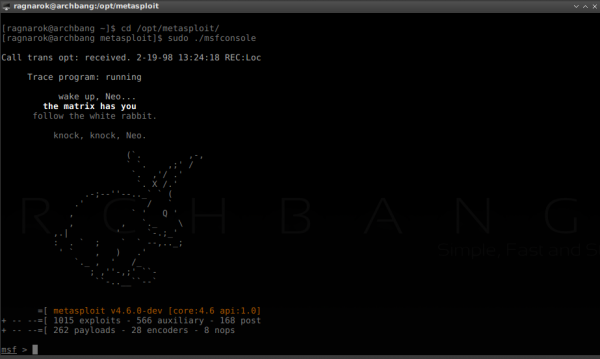 ragnarok@archbang:/opt/metasploit
[ragnarok@archbang ~]$ cd /opt/metasploit/
[ragnarok@archbang metasploit]$ sudo ./msfconsole
Call trans opt: received. 2-19-98 13:24:18 REC:Loc
Trace program: running
wake up, Neo...
the matrix has you
follow the white rabbit.
knock, knock, Neo.
RCHBANG
Simple, Fast and S
=[ metasploit v4.6.0-dev [core:4.6 api:1.0]
+ -- --=[ 1015 exploits - 566 auxiliary - 168 post
+ -- --=[ 262 payloads - 28 encoders - 8 nops
msf >